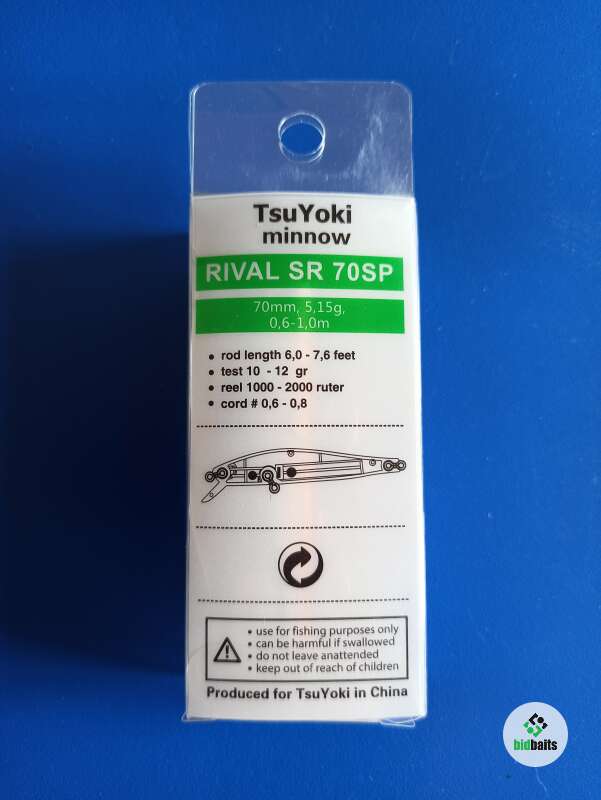 TsuYoki
minnow
RIVAL SR 70SP
70mm, 5,15g,
0,6-1,0m
• rod length 6,0 - 7,6 feet
• test 10 - 12 gr
• reel 1000 - 2000 ruter
• cord # 0,6 - 0,8
• use for fishing purposes only
• can be harmful if swallowed
• do not leave anattended
• keep out of reach of children
Produced for TsuYoki in China
bidbaits